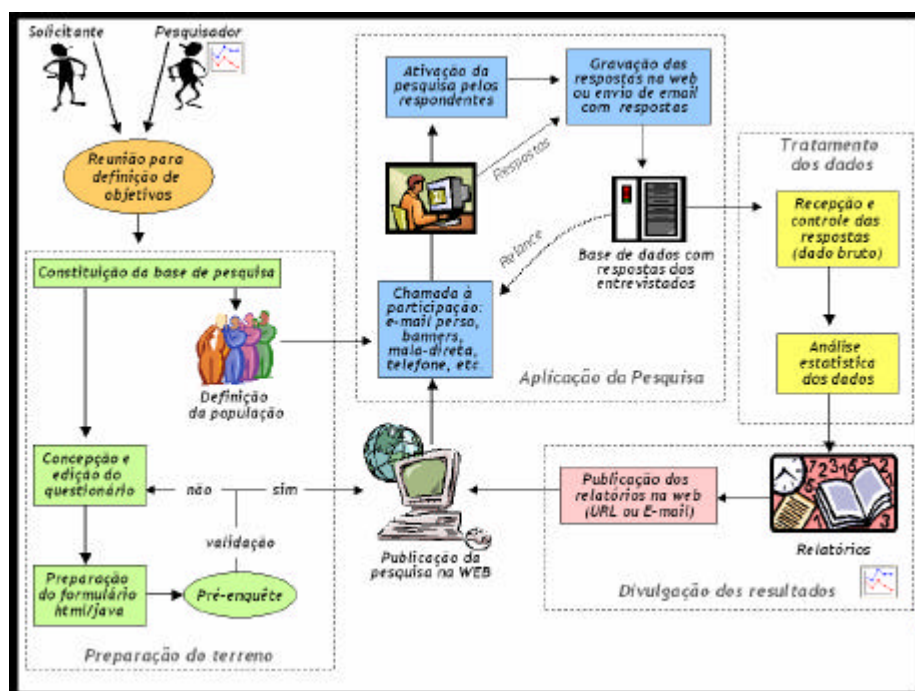 Solicitante
Pesquisador
Reunião para
definição de
objetivos
Constituição da base de pesquisa
Definição
da população
Concepção e
edição do
questionário
não
sim
validação
Preparação
do formulário
html/java
Pré-enquête
Preparação do terreno
Ativação da
pesquisa pelos
respondentes
Gravação das
respostas na web
ou envio de email
com respostas
Respostas
Relance
Base de dados com
respostas dos
entrevistados
Chamada à
participação:
e-mail perso,
banners,
mala-direta,
telefone, etc.
Aplicação da Pesquisa
Publicação da
pesquisa na WEB
Tratamento
dos dados
Recepção e
controle das
respostas
(dado bruto)
Análise
estatística
dos dados
Publicação dos
relatórios na web
(URL ou E-mail)
Relatórios
Divulgação dos resultados